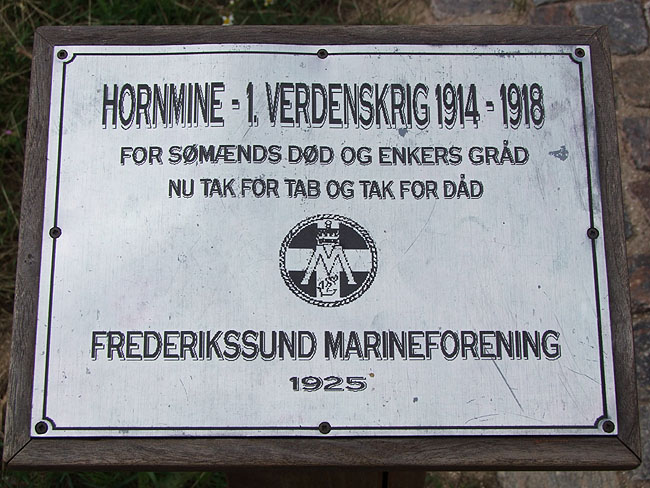 HORNMINE - 1. VERDENSKRIG 1914 - 1918
FOR SØMÆNDS DØD OG ENKERS GRÅD
NU TAK FOR TAB OG TAK FOR DÅD
M
FREDERIKSSUND MARINEFORENING
1925